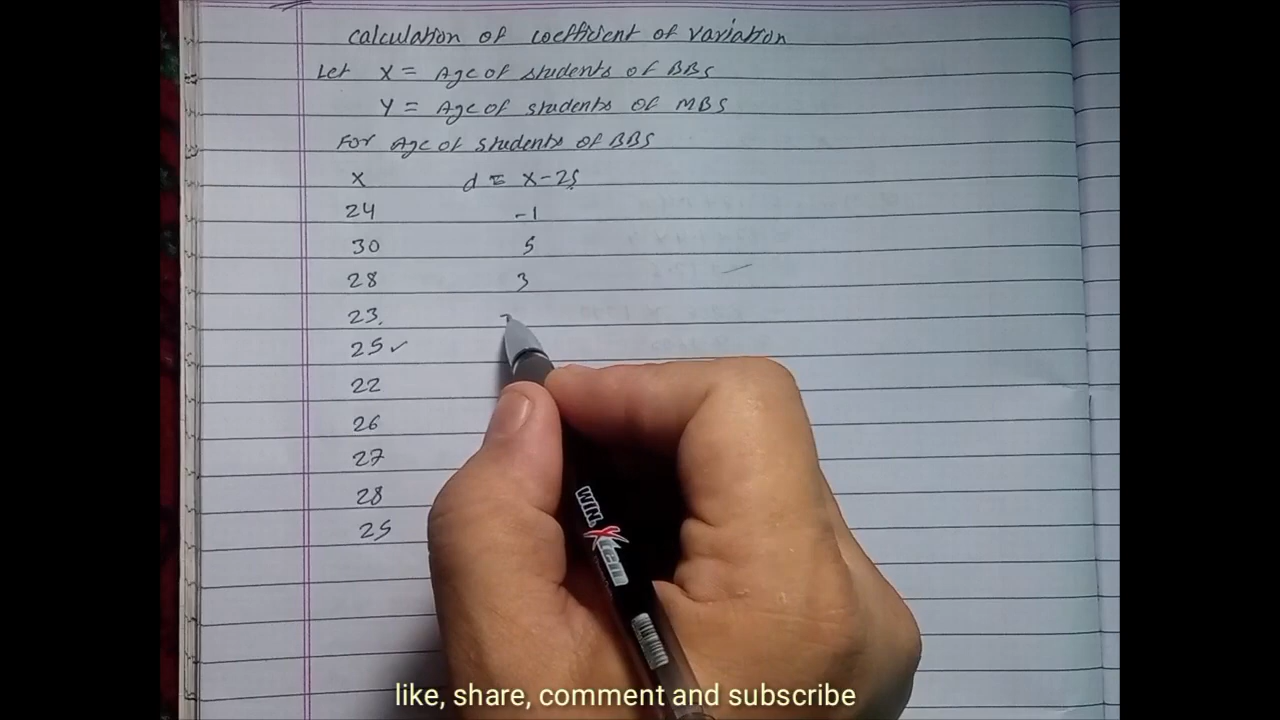 Calculation of coefficient of variation
Let X = Age of students of BBS
Y = Age of students of MBS
For Age of students of BBS
X d = X-25
24 -1
30 5
28 3
23.
25 ✓
22
26
27
28
25
WIN.
Xtem
like, share, comment and subscribe